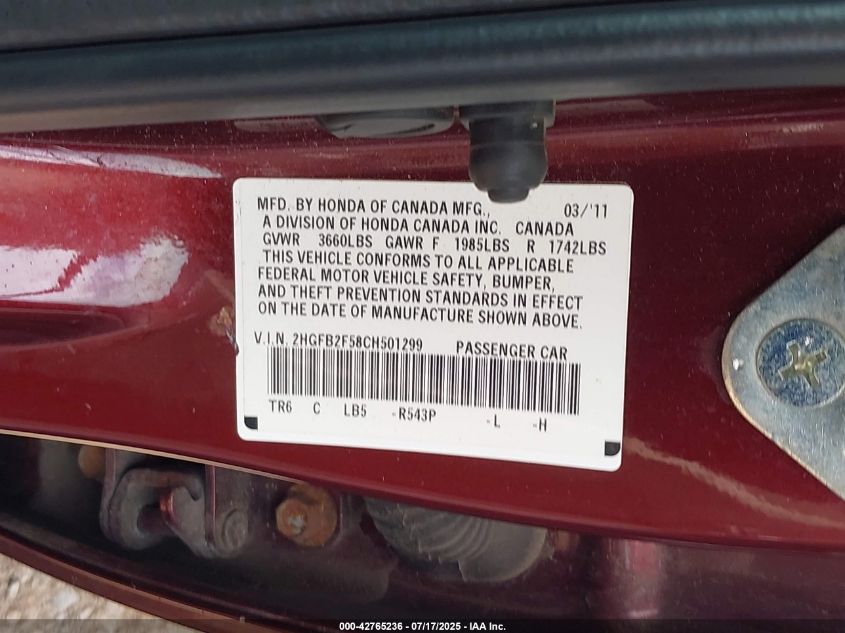 MFD. BY HONDA OF CANADA MFG., 03/'11
A DIVISION OF HONDA CANADA INC. CANADA
GVWR 3660LBS GAWR F 1985LBS R 1742LBS
THIS VEHICLE CONFORMS TO ALL APPLICABLE
FEDERAL MOTOR VEHICLE SAFETY, BUMPER,
AND THEFT PREVENTION STANDARDS IN EFFECT
ON THE DATE OF MANUFACTURE SHOWN ABOVE.
V.I.N. 2HGFB2F58CH501299 PASSENGER CAR
TR6 C LB5 -R543P -L -H
000-42765236 - 07/17/2025 - IAA Inc.